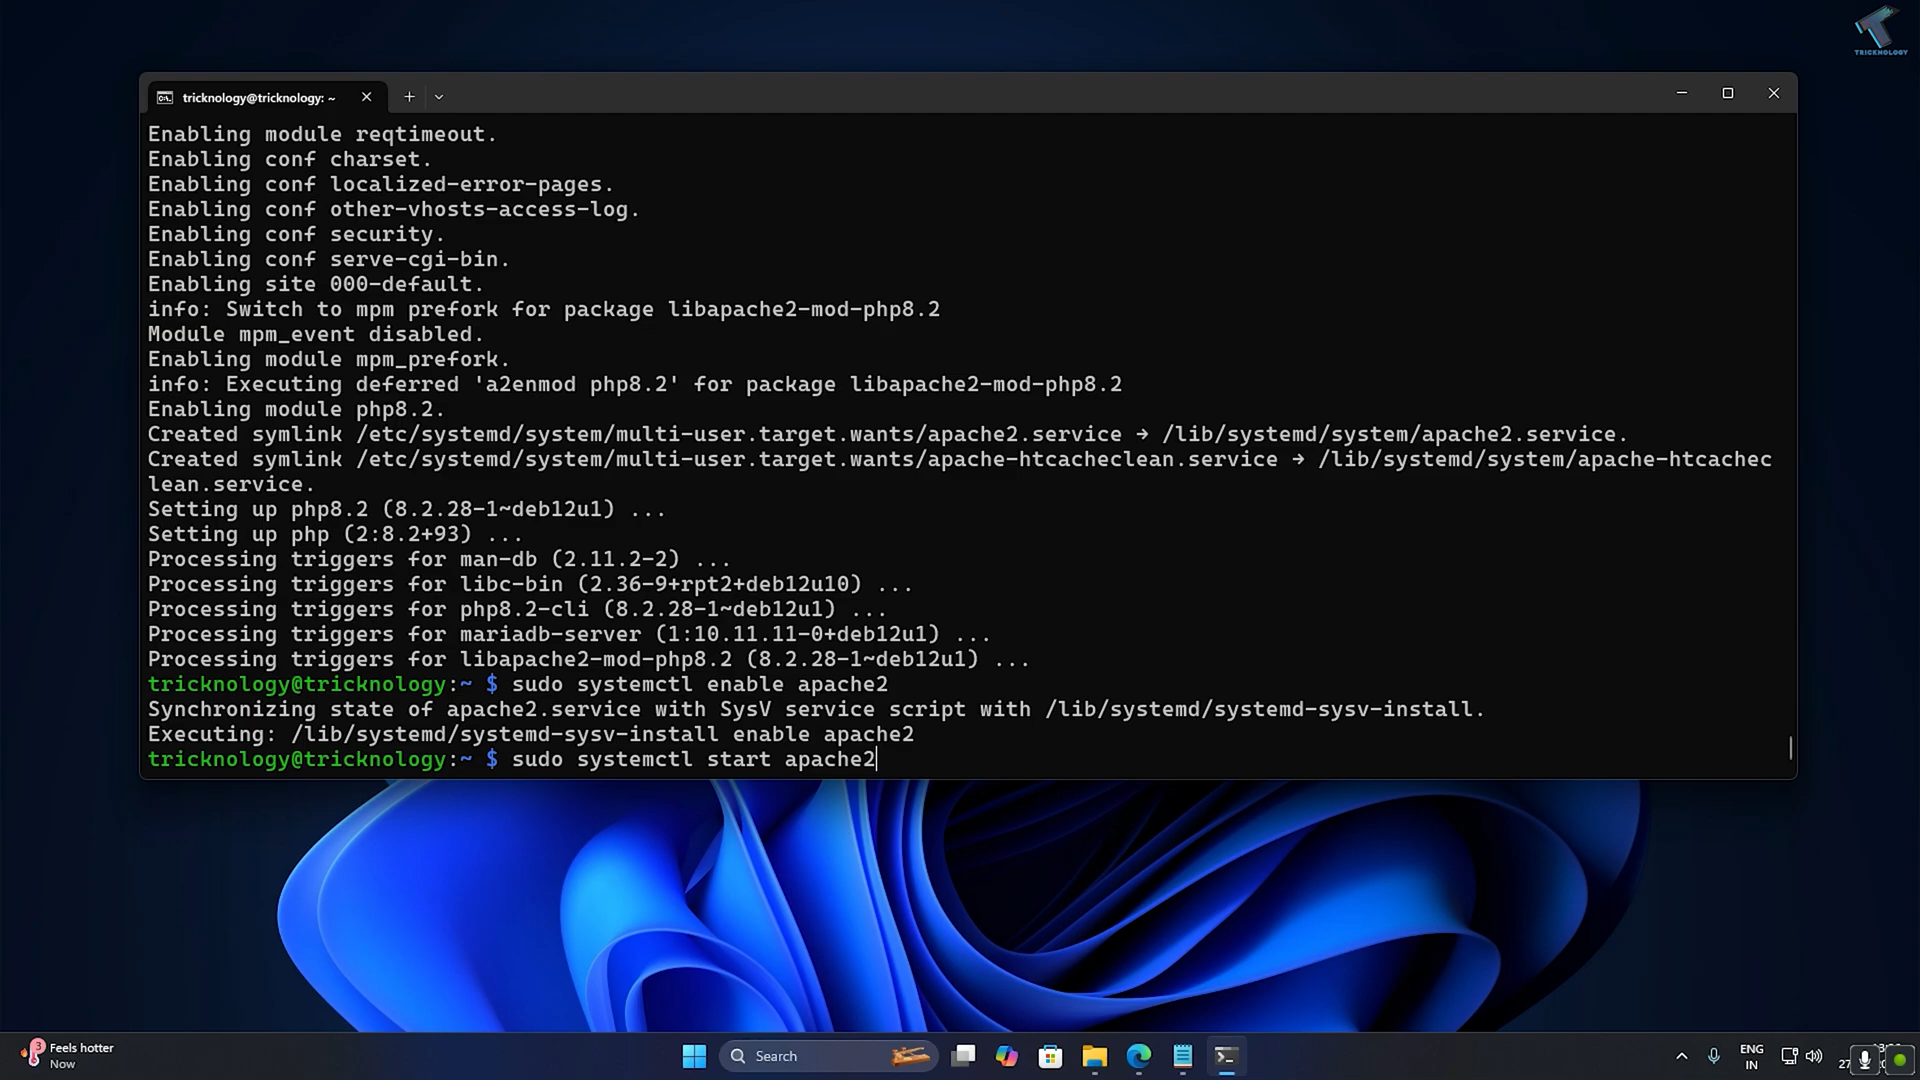 TRICKNOLOGY
tricknology@tricknology: ~
Enabling module reqtimeout.
Enabling conf charset.
Enabling conf localized-error-pages.
Enabling conf other-vhosts-access-log.
Enabling conf security.
Enabling conf serve-cgi-bin.
Enabling site 000-default.
info: Switch to mpm prefork for package libapache2-mod-php8.2
Module mpm_event disabled.
Enabling module mpm_prefork.
info: Executing deferred 'a2enmod php8.2' for package libapache2-mod-php8.2
Enabling module php8.2.
Created symlink /etc/systemd/system/multi-user.target.wants/apache2.service → /lib/systemd/system/apache2.service.
Created symlink /etc/systemd/system/multi-user.target.wants/apache-htcacheclean.service → /lib/systemd/system/apache-htcachec
lean.service.
Setting up php8.2 (8.2.28-1~deb12u1) ...
Setting up php (2:8.2+93) ...
Processing triggers for man-db (2.11.2-2) ...
Processing triggers for libc-bin (2.36-9+rpt2+deb12u10) ...
Processing triggers for php8.2-cli (8.2.28-1~deb12u1) ...
Processing triggers for mariadb-server (1:10.11.11-0+deb12u1) ...
Processing triggers for libapache2-mod-php8.2 (8.2.28-1~deb12u1) ...
tricknology@tricknology:~ $ sudo systemctl enable apache2
Synchronizing state of apache2.service with SysV service script with /lib/systemd/systemd-sysv-install.
Executing: /lib/systemd/systemd-sysv-install enable apache2
tricknology@tricknology:~ $ sudo systemctl start apache2
3
Feels hotter
Now
Search
ENG
IN